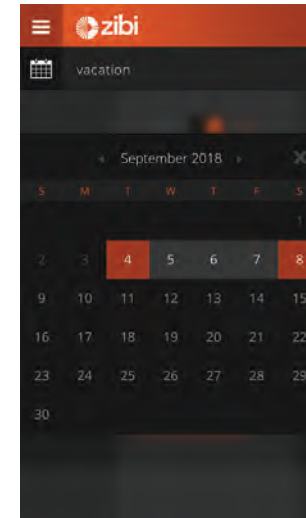 zibi
vacation
September 2018
S M T W T F S
1
2 3 4 5 6 7 8
9 10 11 12 13 14 15
16 17 18 19 20 21 22
23 24 25 26 27 28 29
30